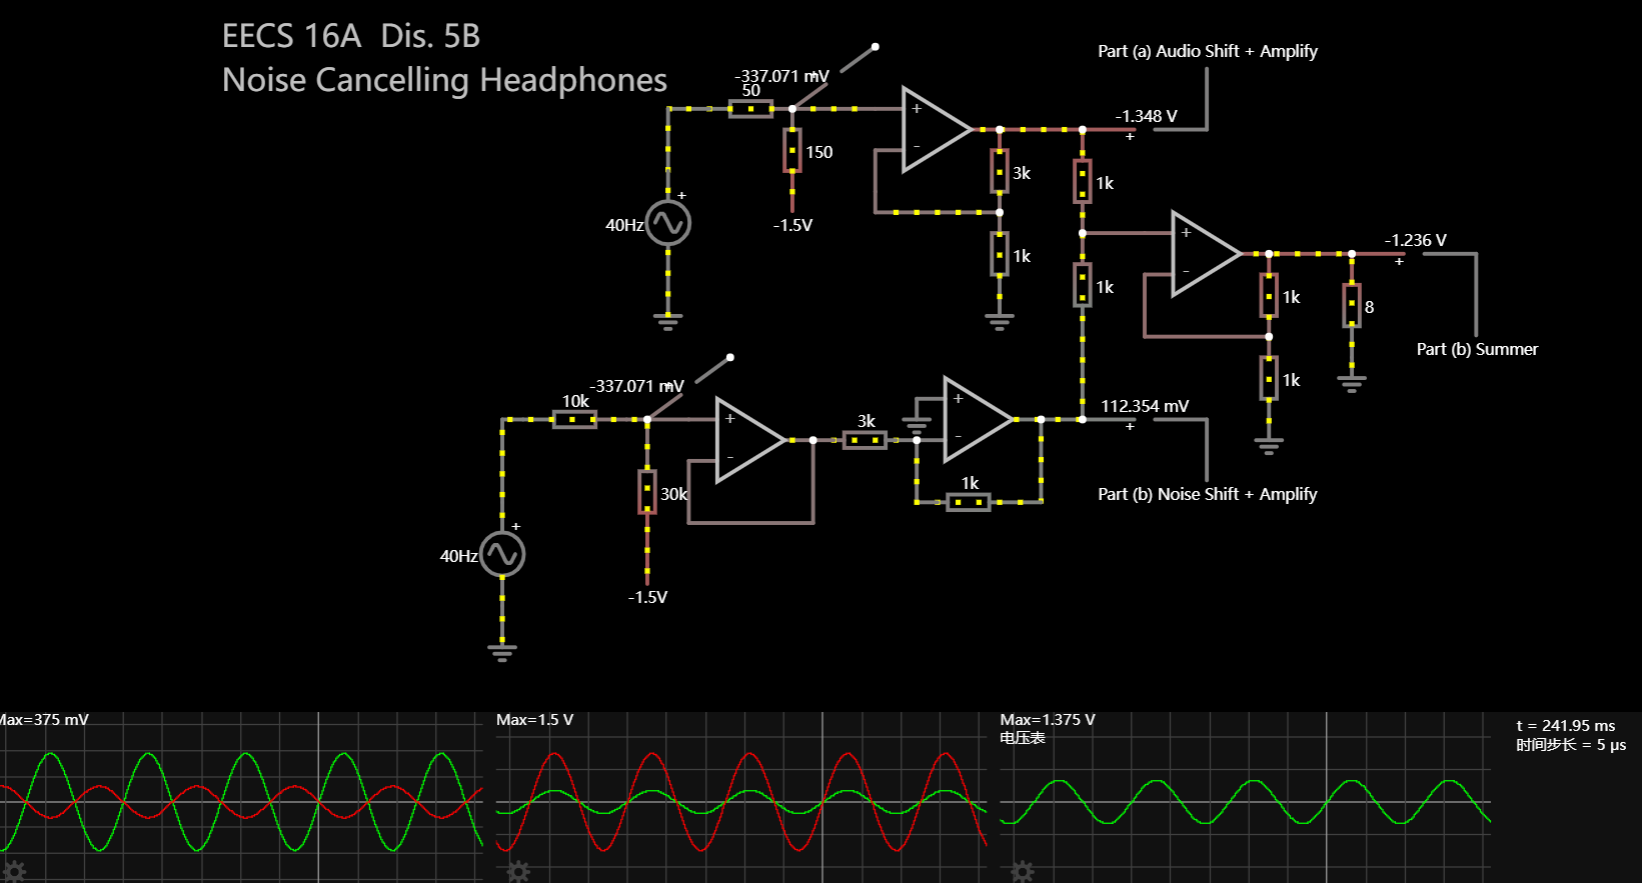 EECS 16A Dis. 5B
Noise Cancelling Headphones
Part (a) Audio Shift + Amplify
-337.071 mV
50
+
-1.348 V
+
-
150
3k
1k
+
-1.5V
40Hz
1k
-1.236 V
+
-
+
1k
1k
8
Part (b) Summer
-337.071 mV
10k
1k
+
-
3k
+
-
112.354 mV
+
30k
1k
Part (b) Noise Shift + Amplify
+
40Hz
-1.5V
Max=375 mV
Max=1.5 V
Max=1.375 V
电压表
t = 241.95 ms
时间步长 = 5 µs